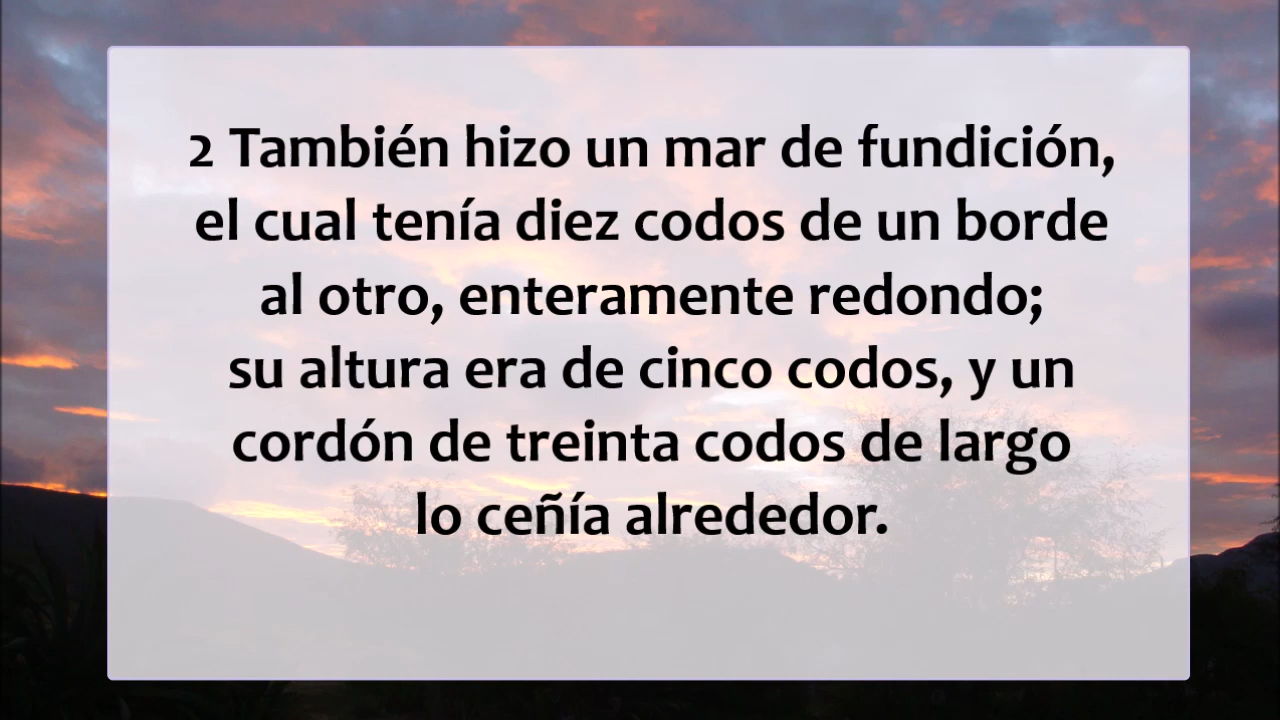 2 También hizo un mar de fundición,
el cual tenía diez codos de un borde
al otro, enteramente redondo;
su altura era de cinco codos, y un
cordón de treinta codos de largo
lo ceñía alrededor.